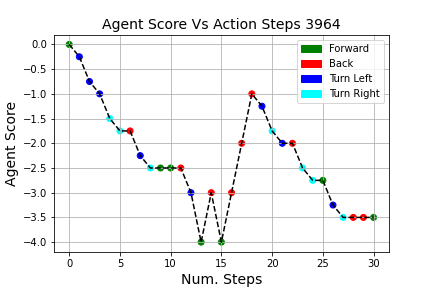 Agent Score Vs Action Steps 3964
Forward
Back
Turn Left
Turn Right
Agent Score
0.0
−0.5
−1.0
−1.5
−2.0
−2.5
−3.0
−3.5
−4.0
0 5 10 15 20 25 30
Num. Steps